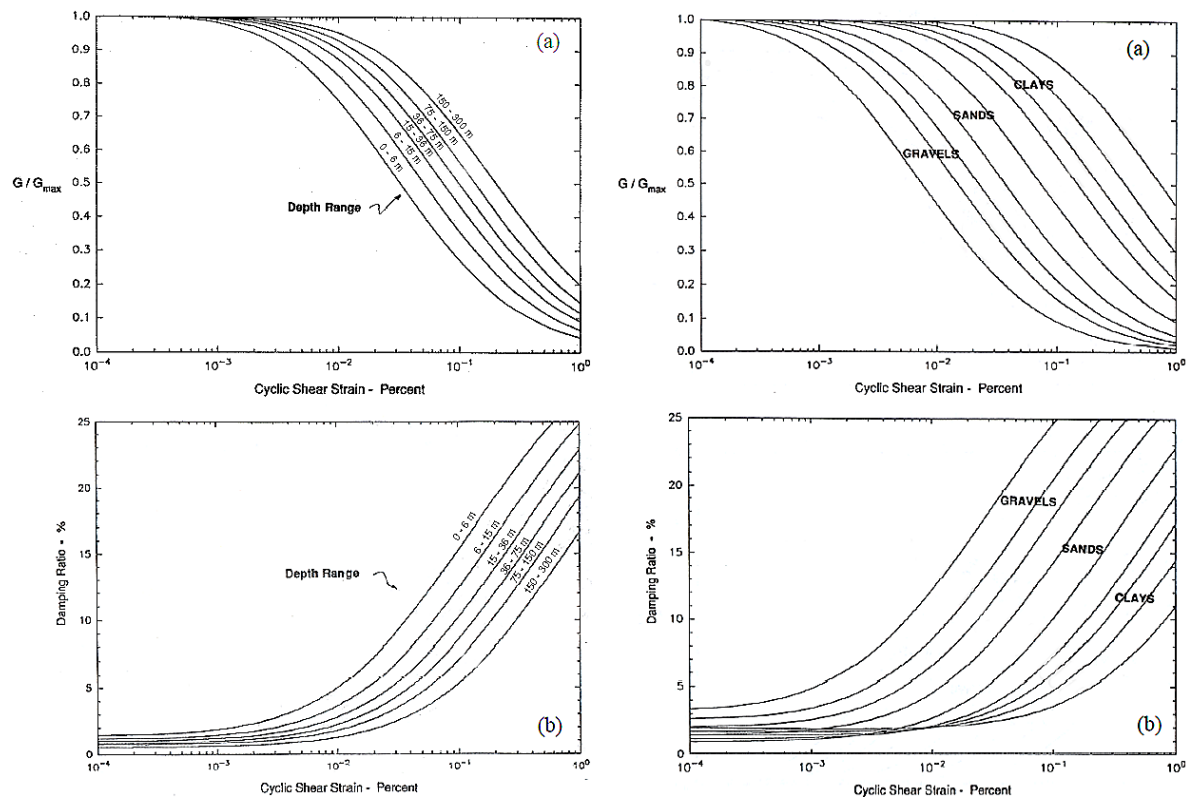 (a)
1.0
0.9
0.8
0.7
0.6
0.5
0.4
0.3
0.2
0.1
0.0
G / Gmax
150 - 300 m
75 - 150 m
36 - 75 m
15 - 36 m
6 - 15 m
0 - 6 m
Depth Range
10⁻⁴ 10⁻³ 10⁻² 10⁻¹ 10⁰
Cyclic Shear Strain - Percent
(a)
1.0
0.9
0.8
0.7
0.6
0.5
0.4
0.3
0.2
0.1
0.0
G / Gmax
CLAYS
SANDS
GRAVELS
10⁻⁴ 10⁻³ 10⁻² 10⁻¹ 10⁰
Cyclic Shear Strain - Percent
25
20
15
10
5
0
Damping Ratio - %
0 - 6 m
6 - 15 m
15 - 36 m
36 - 75 m
75 - 150 m
150 - 300 m
Depth Range
(b)
10⁻⁴ 10⁻³ 10⁻² 10⁻¹ 10⁰
Cyclic Shear Strain - Percent
25
20
15
10
5
0
Damping Ratio - %
GRAVELS
SANDS
CLAYS
(b)
10⁻⁴ 10⁻³ 10⁻² 10⁻¹ 10⁰
Cyclic Shear Strain - Percent